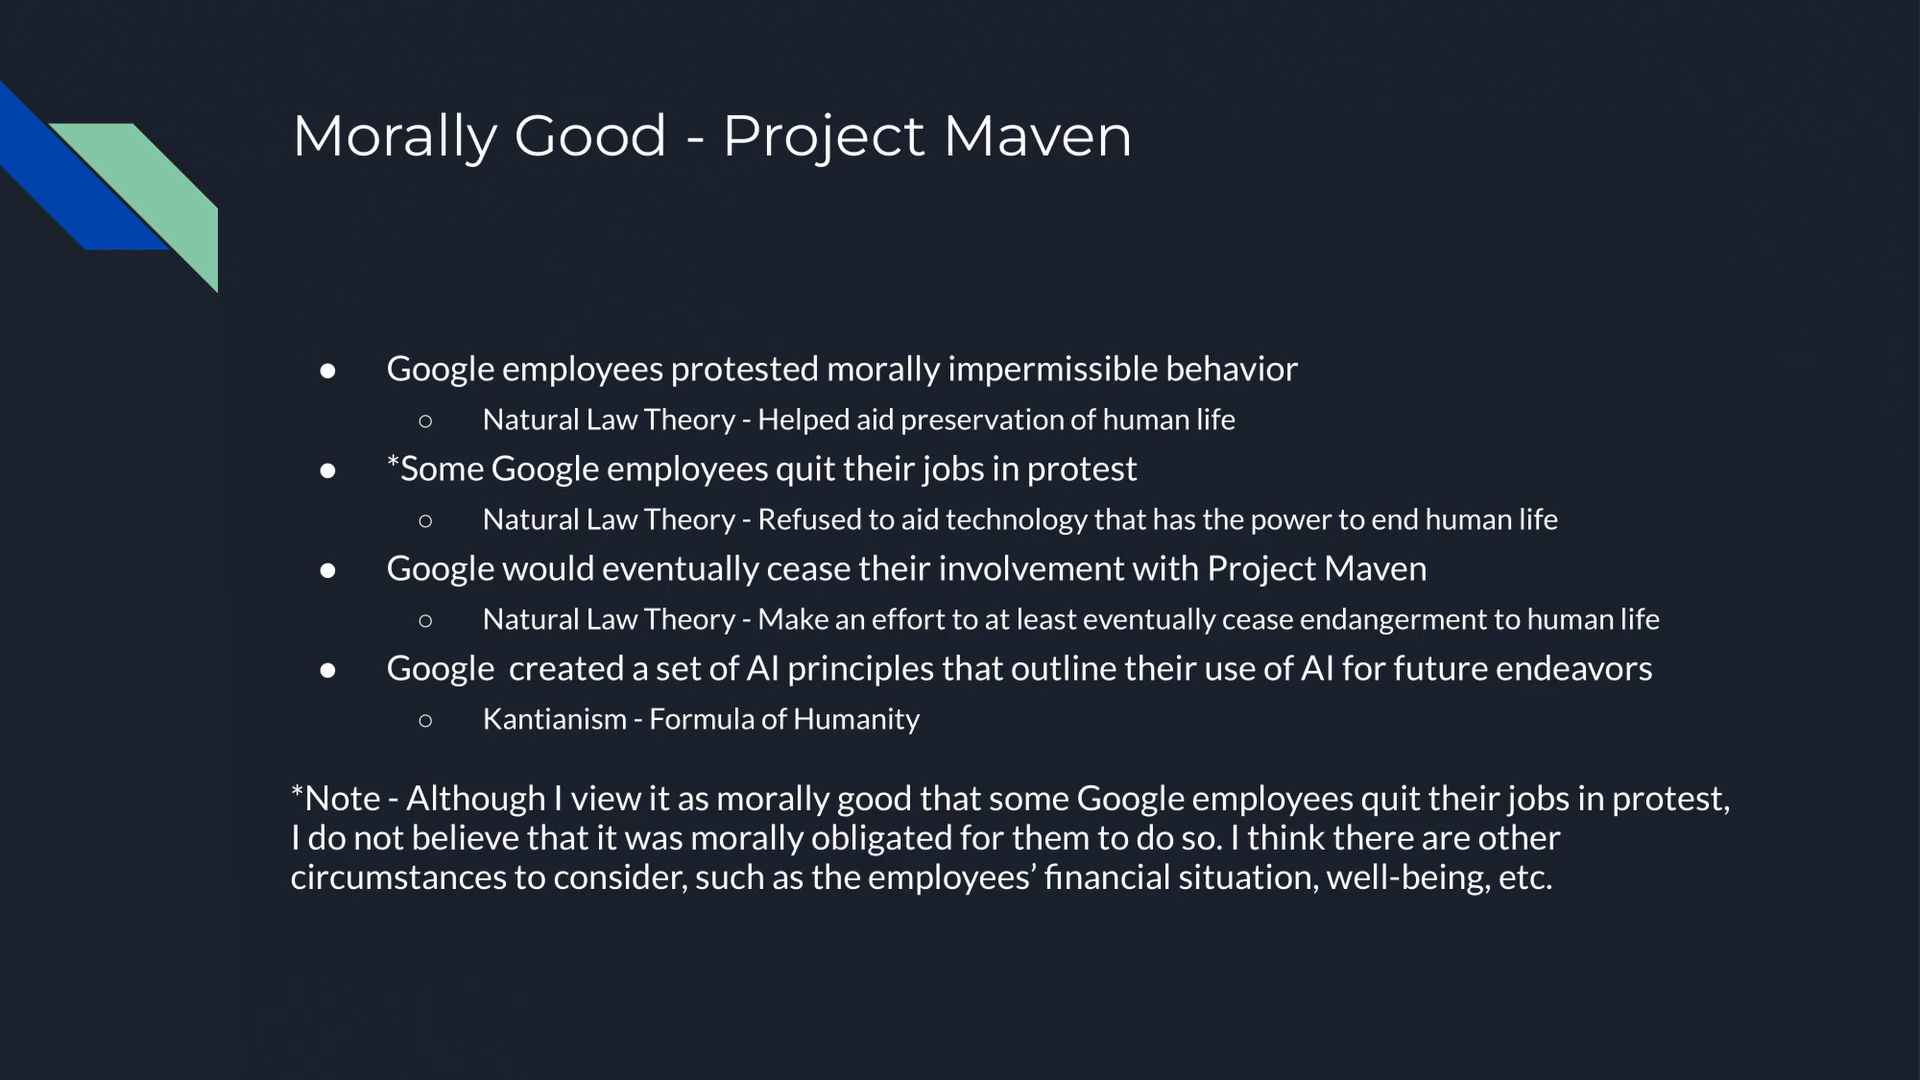 Morally Good - Project Maven
● Google employees protested morally impermissible behavior
○ Natural Law Theory - Helped aid preservation of human life
● *Some Google employees quit their jobs in protest
○ Natural Law Theory - Refused to aid technology that has the power to end human life
● Google would eventually cease their involvement with Project Maven
○ Natural Law Theory - Make an effort to at least eventually cease endangerment to human life
● Google  created a set of AI principles that outline their use of AI for future endeavors
○ Kantianism - Formula of Humanity
*Note - Although I view it as morally good that some Google employees quit their jobs in protest,
I do not believe that it was morally obligated for them to do so. I think there are other
circumstances to consider, such as the employees’ financial situation, well-being, etc.